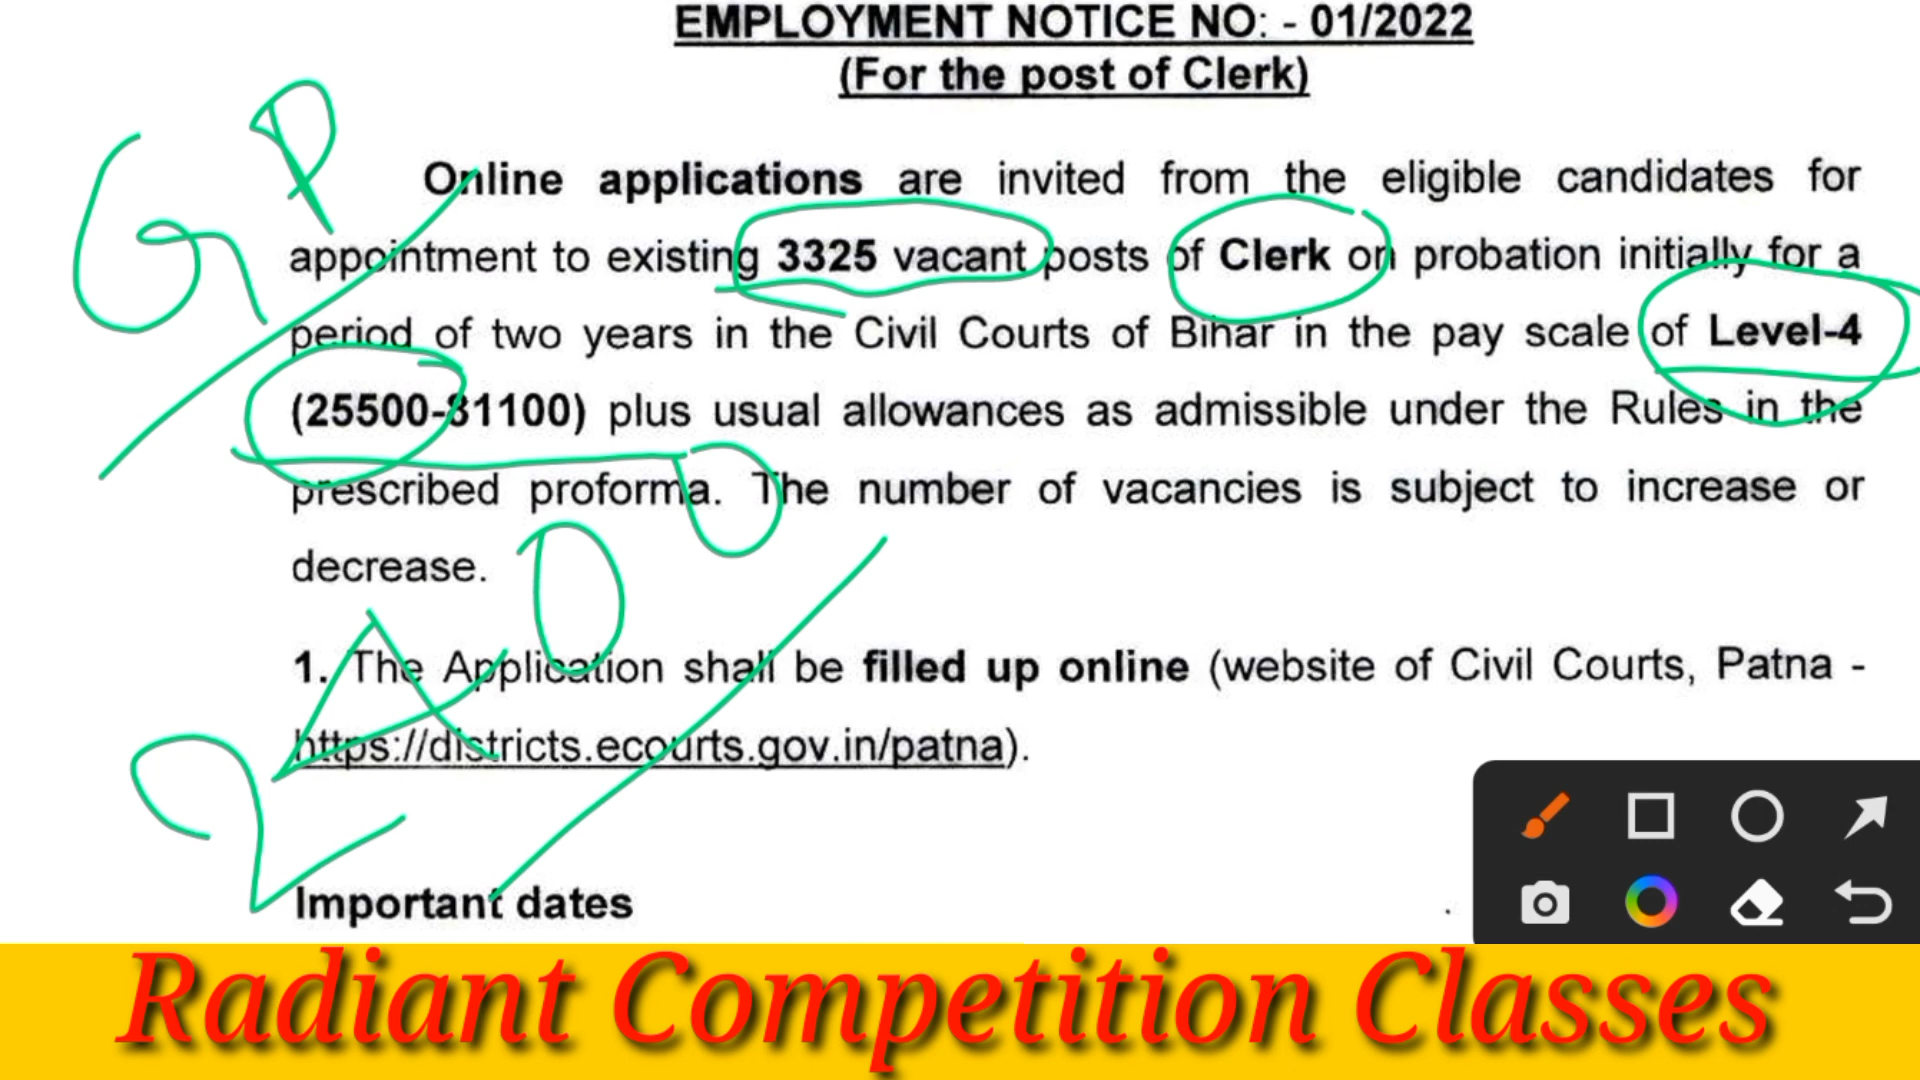 EMPLOYMENT NOTICE NO: - 01/2022
(For the post of Clerk)
GP
Online applications are invited from the eligible candidates for
appointment to existing 3325 vacant posts of Clerk on probation initially for a
period of two years in the Civil Courts of Bihar in the pay scale of Level-4
(25500-81100) plus usual allowances as admissible under the Rules in the
prescribed proforma. The number of vacancies is subject to increase or
decrease.
2400
1. The Application shall be filled up online (website of Civil Courts, Patna -
https://districts.ecourts.gov.in/patna).
Important dates
Radiant Competition Classes